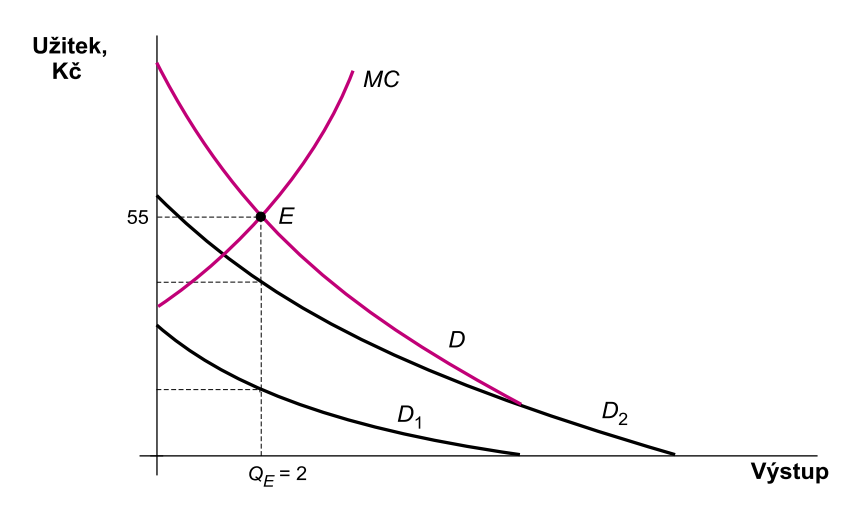 Užitek,
Kč
MC
55
E
D
D1
D2
QE = 2
Výstup